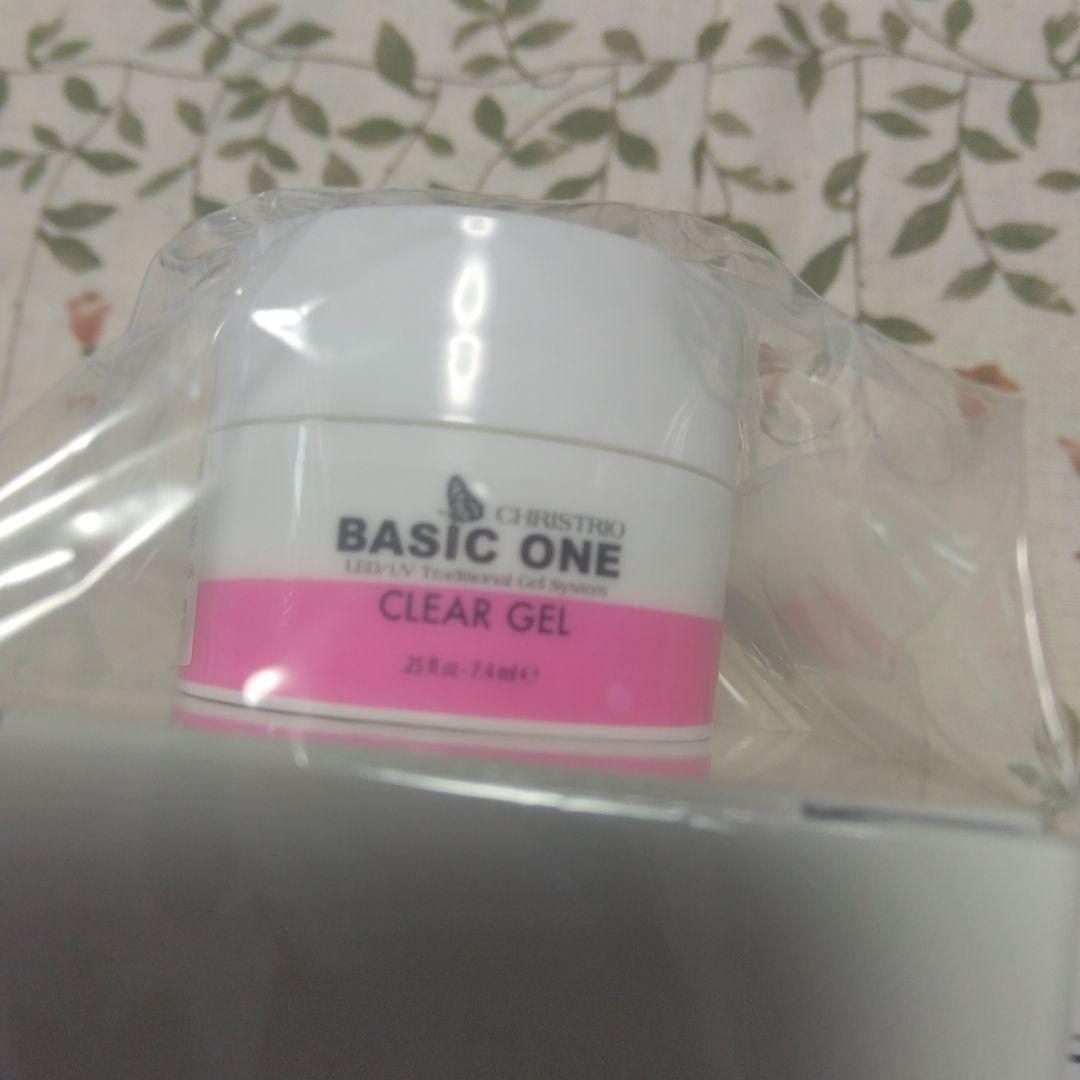 CHRISTRIO
BASIC ONE
LED/UV Traditional Gel System
CLEAR GEL
.25 fl oz - 7.4 ml ℮